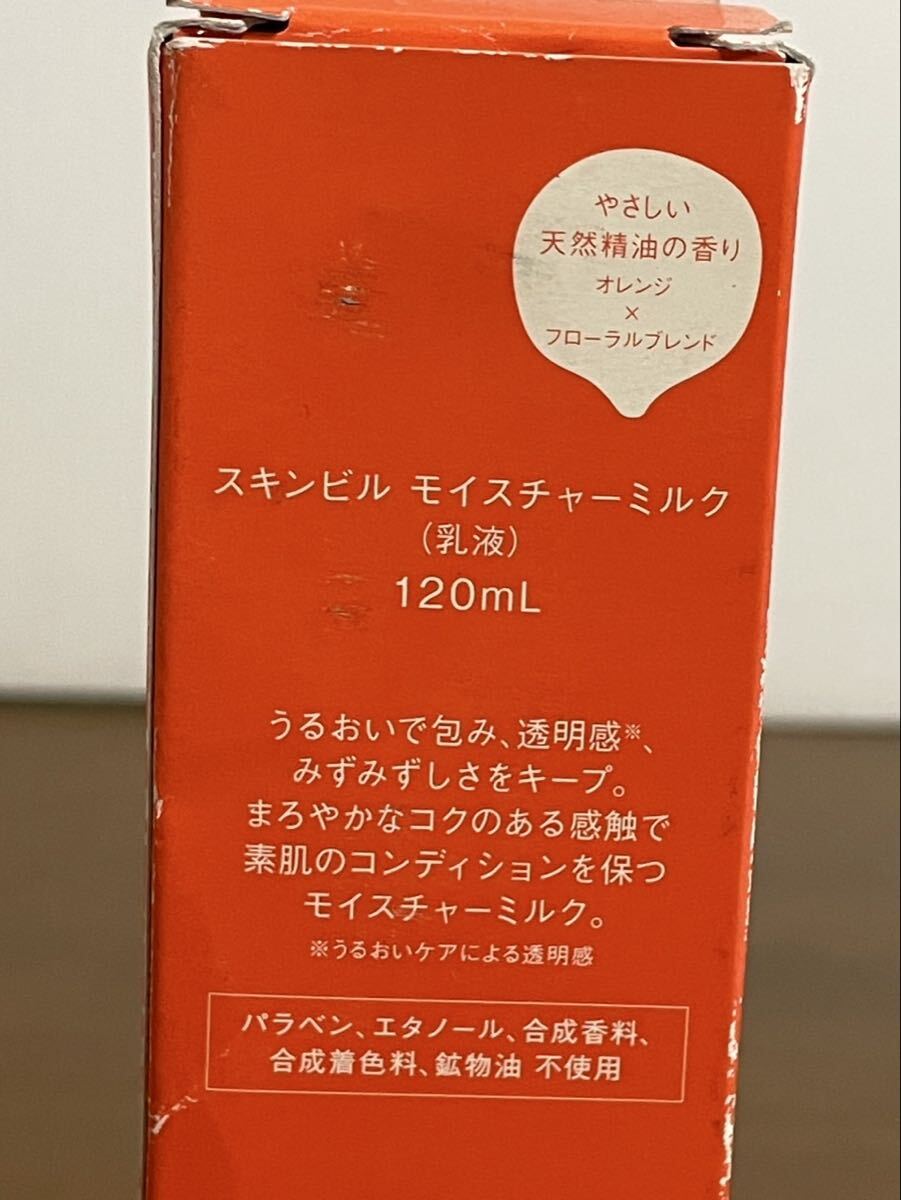 やさしい
天然精油の香り
オレンジ
×
フローラルブレンド
スキンビル モイスチャーミルク
(乳液)
120mL
うるおいで包み、透明感※、
みずみずしさをキープ。
まろやかなコクのある感触で
素肌のコンディションを保つ
モイスチャーミルク。
※うるおいケアによる透明感
パラベン、エタノール、合成香料、
合成着色料、鉱物油 不使用